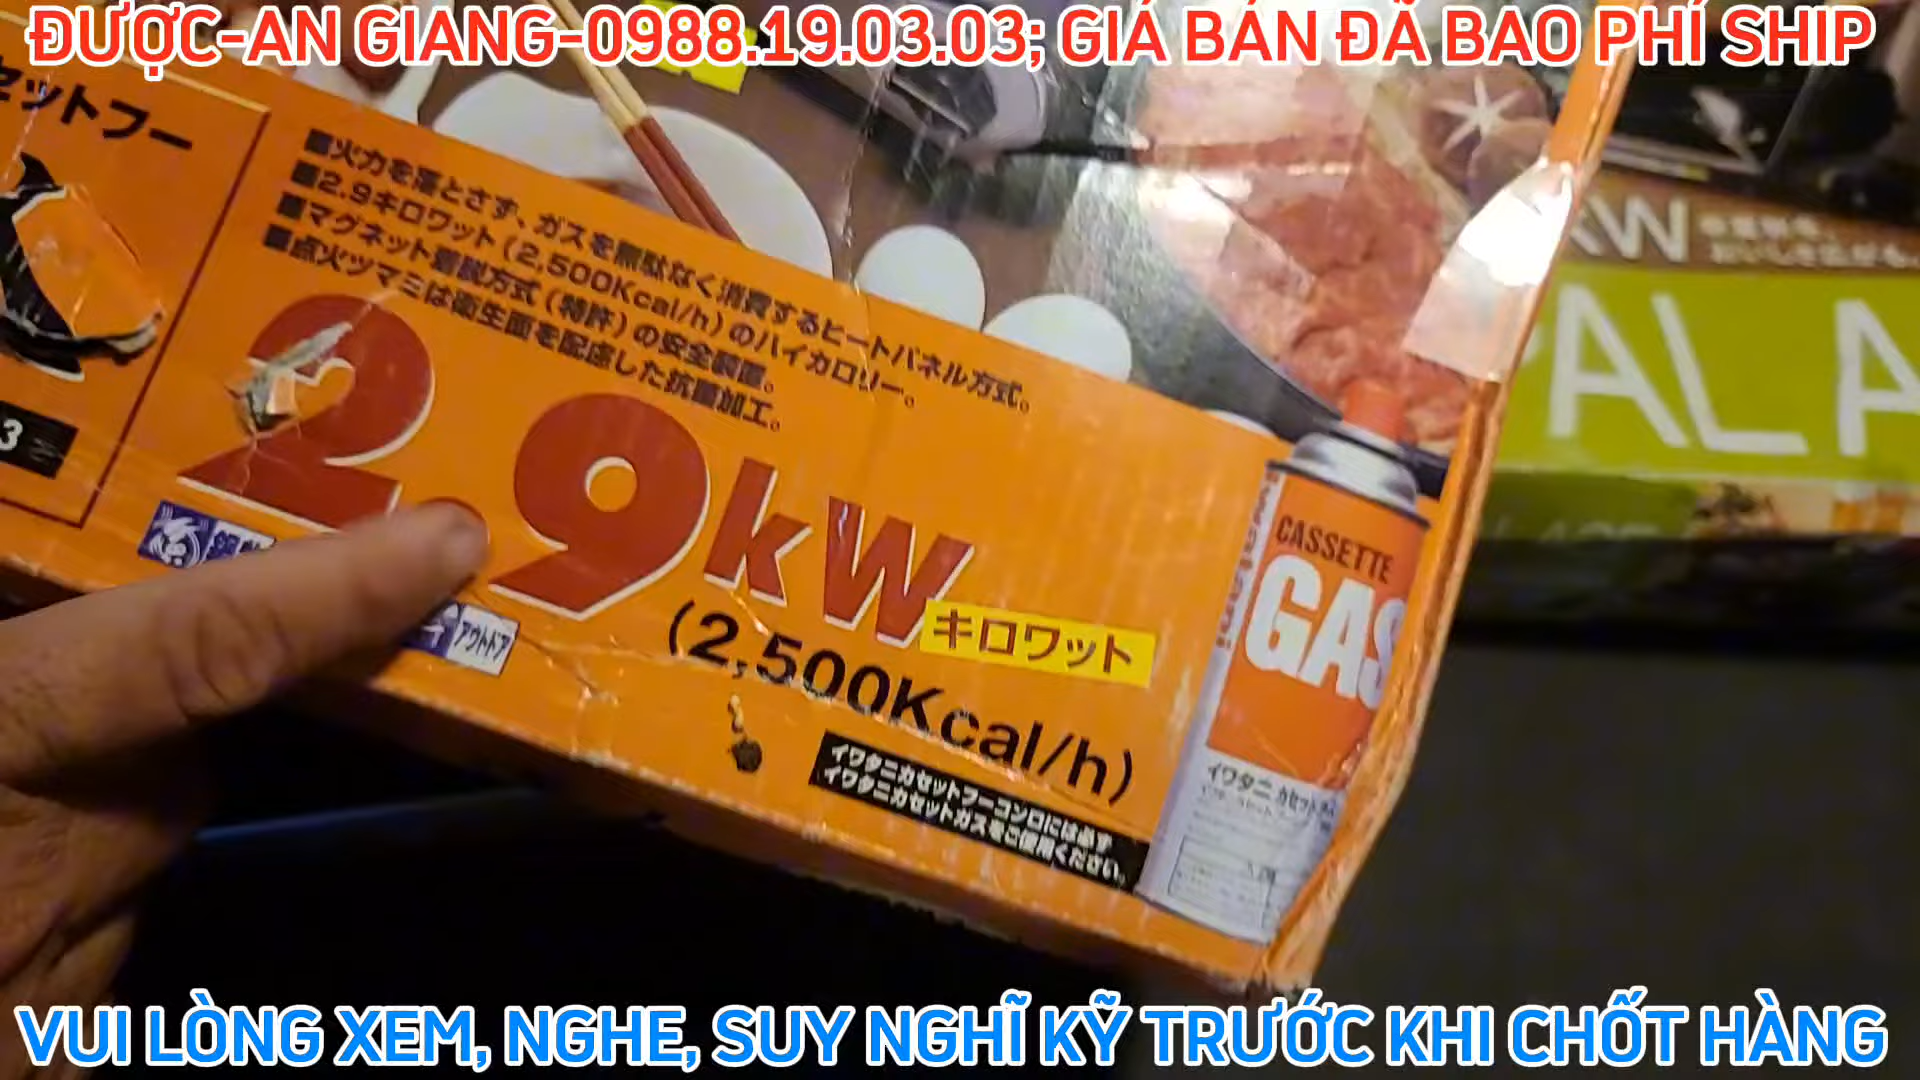 ĐƯỢC-AN GIANG-0988.19.03.03; GIÁ BÁN ĐÃ BAO PHÍ SHIP
セットフー
■火力を落とさず、ガスを無駄なく消費するヒートパネル方式。
■2.9キロワット(2,500Kcal/h)のハイカロリー。
■マグネット着脱方式(特許)の安全装置。
■点火ツマミは衛生面を配慮した抗菌加工。
3
2.9kW
キロワット
(2,500Kcal/h)
アウトドア
イワタニカセットフーコンロには必ず
イワタニカセットガスをご使用ください。
Iwatani
CASSETTE
GAS
イワタニ
kW
PAL A
VUI LÒNG XEM, NGHE, SUY NGHĨ KỸ TRƯỚC KHI CHỐT HÀNG